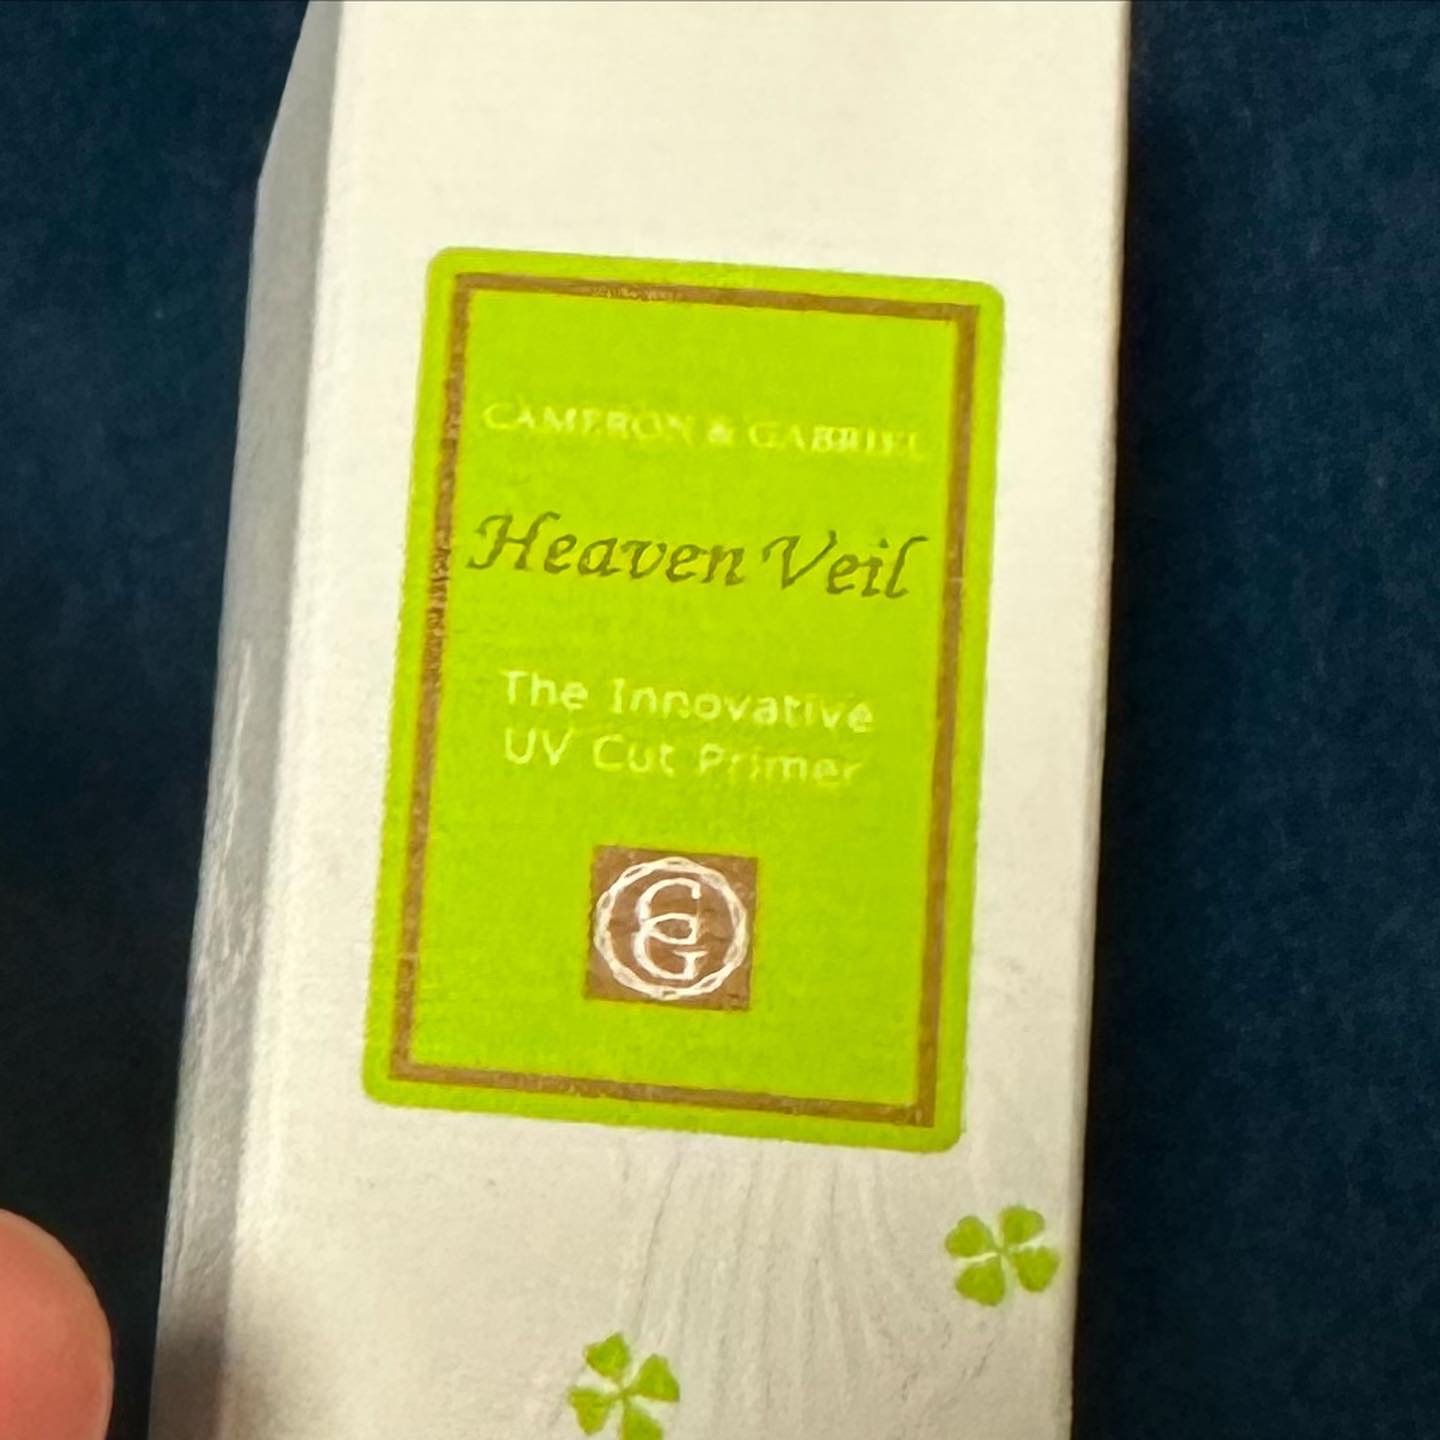 CAMERON & GABRIEL
Heaven Veil
The Innovative
UV Cut Primer
C&G